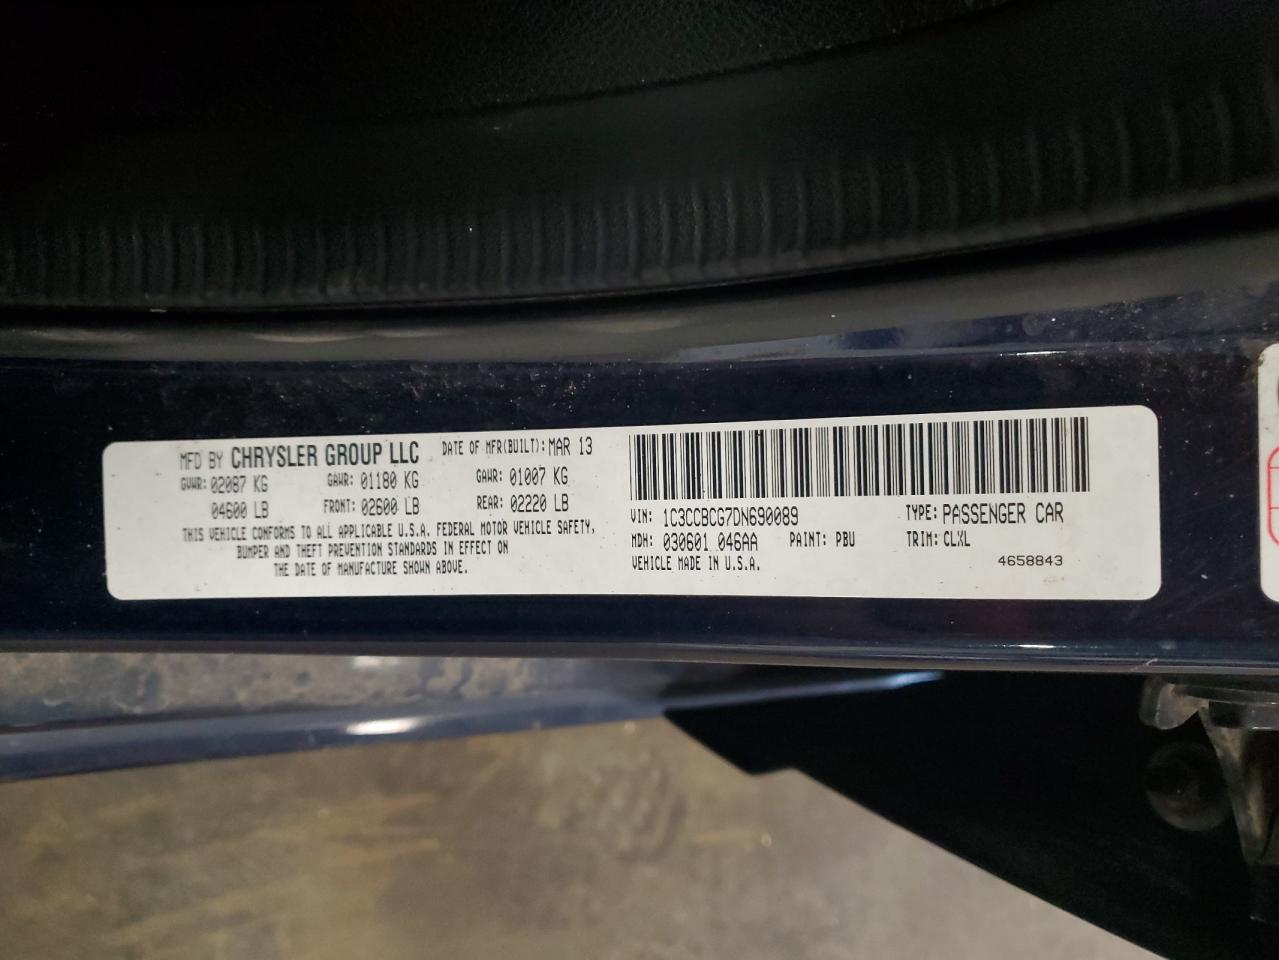 MFD BY CHRYSLER GROUP LLC DATE OF MFR(BUILT): MAR 13
GVWR: 02087 KG GAWR: 01180 KG GAWR: 01007 KG
04600 LB FRONT: 02600 LB REAR: 02220 LB
THIS VEHICLE CONFORMS TO ALL APPLICABLE U.S.A. FEDERAL MOTOR VEHICLE SAFETY,
BUMPER AND THEFT PREVENTION STANDARDS IN EFFECT ON
THE DATE OF MANUFACTURE SHOWN ABOVE.
VIN: 1C3CCBCG7DN690089 TYPE: PASSENGER CAR
MDH: 030601 046AA PAINT: PBU TRIM: CLXL
VEHICLE MADE IN U.S.A. 4658843